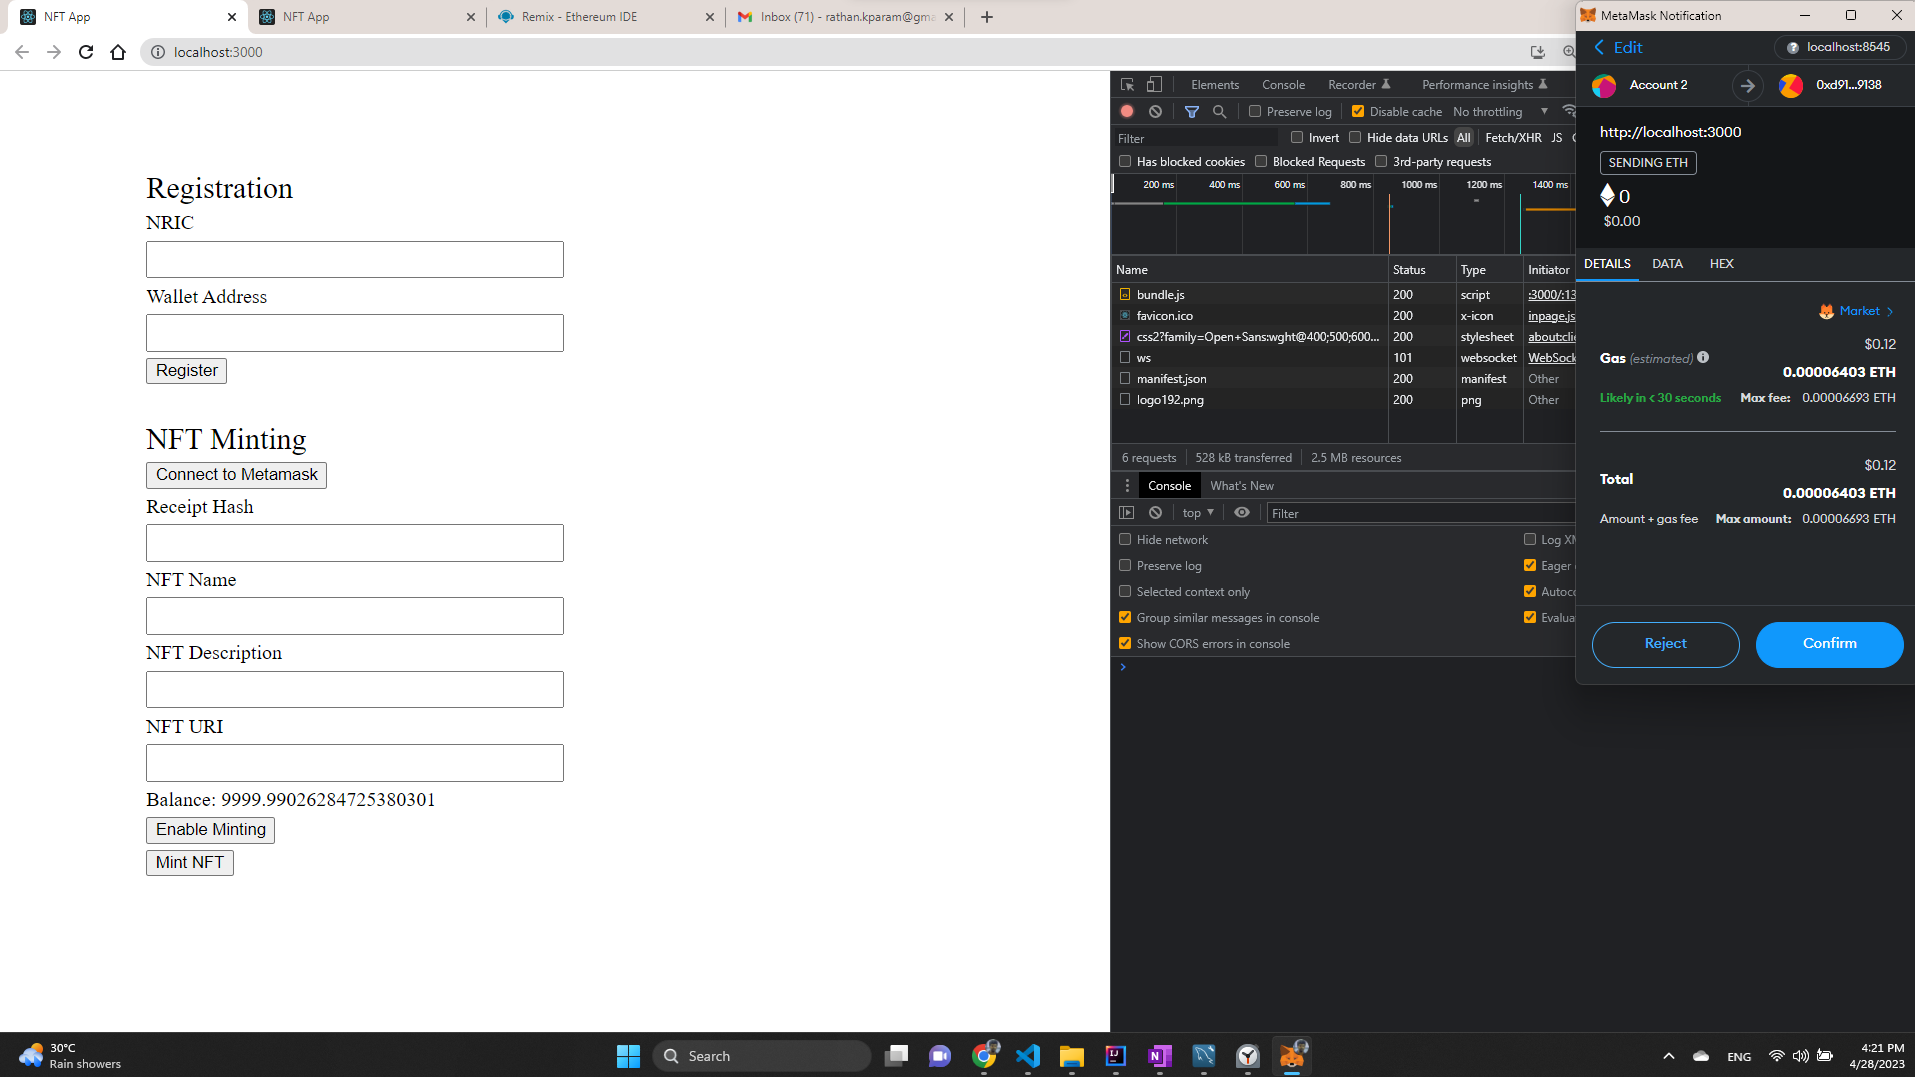 NFT App
NFT App
Remix - Ethereum IDE
Inbox (71) - rathan.kparam@gma
localhost:3000
Registration
NRIC
Wallet Address
Register
NFT Minting
Connect to Metamask
Receipt Hash
NFT Name
NFT Description
NFT URI
Balance: 9999.99026284725380301
Enable Minting
Mint NFT
Elements Console Recorder Performance insights
Preserve log Disable cache No throttling
Filter Invert Hide data URLs All Fetch/XHR JS
Has blocked cookies Blocked Requests 3rd-party requests
200 ms 400 ms 600 ms 800 ms 1000 ms 1200 ms 1400 ms
Name Status Type Initiator
bundle.js 200 script :3000/:13
favicon.ico 200 x-icon inpage.js
css2?family=Open+Sans:wght@400;500;600... 200 stylesheet about:clie
ws 101 websocket WebSock
manifest.json 200 manifest Other
logo192.png 200 png Other
6 requests 528 kB transferred 2.5 MB resources
Console What's New
top Filter
Hide network Log XM
Preserve log Eager
Selected context only Autoco
Group similar messages in console Evalua
Show CORS errors in console
MetaMask Notification
Edit localhost:8545
Account 2 0xd91...9138
http://localhost:3000
SENDING ETH
0
$0.00
DETAILS DATA HEX
Market
$0.12
Gas (estimated)
0.00006403 ETH
Likely in < 30 seconds Max fee: 0.00006693 ETH
$0.12
Total
0.00006403 ETH
Amount + gas fee Max amount: 0.00006693 ETH
Reject Confirm
30°C
Rain showers
Search
ENG
4:21 PM
4/28/2023